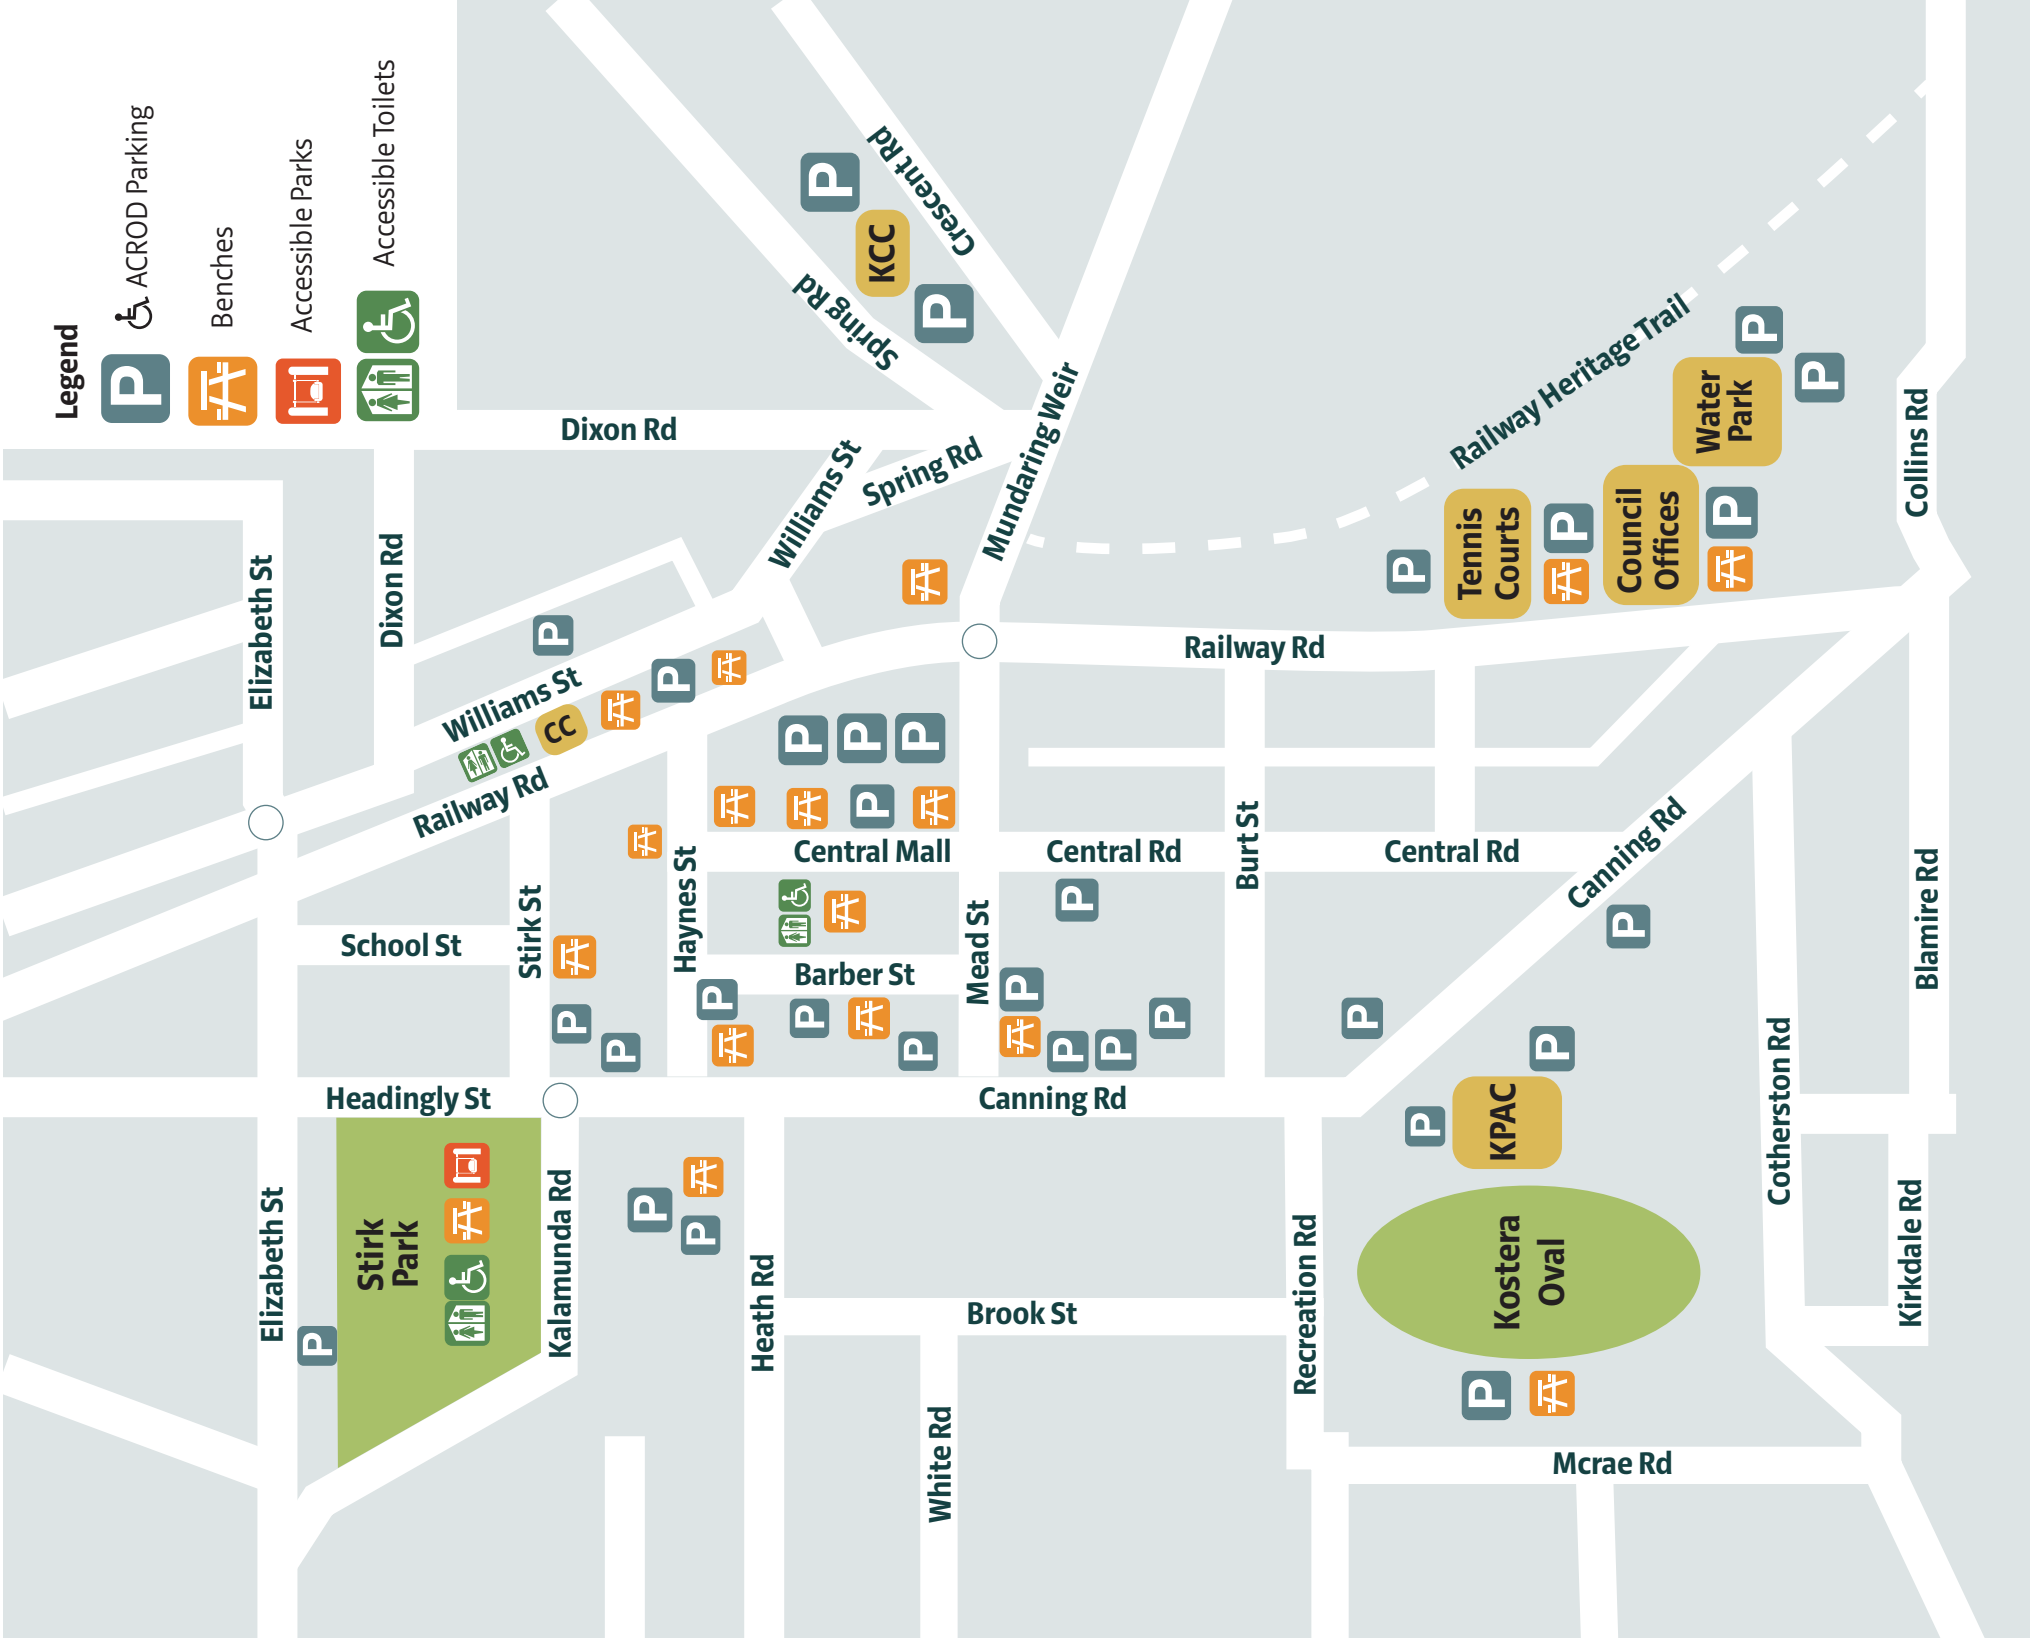 Legend
P ACROD Parking
Benches
Accessible Parks
Accessible Toilets
Crescent Rd
P
KCC
P
Spring Rd
Dixon Rd
Williams St
Spring Rd
Mundaring Weir
Railway Heritage Trail
P
Water
Park
P
Collins Rd
Tennis
Courts
P
P
Council
Offices
P
Elizabeth St
Dixon Rd
P
Williams St
P
CC
Railway Rd
Railway Rd
P
P
P
P
Central Mall
Central Rd
Burt St
Central Rd
Canning Rd
Haynes St
Stirk St
School St
P
P
Barber St
Mead St
P
P
P
P
P
P
P
P
P
P
P
Blamire Rd
Headingly St
Canning Rd
P
P
KPAC
Cotherston Rd
Elizabeth St
Stirk
Park
P
Kalamunda Rd
P
P
Heath Rd
Brook St
Recreation Rd
Kostera
Oval
Kirkdale Rd
White Rd
P
Mcrae Rd